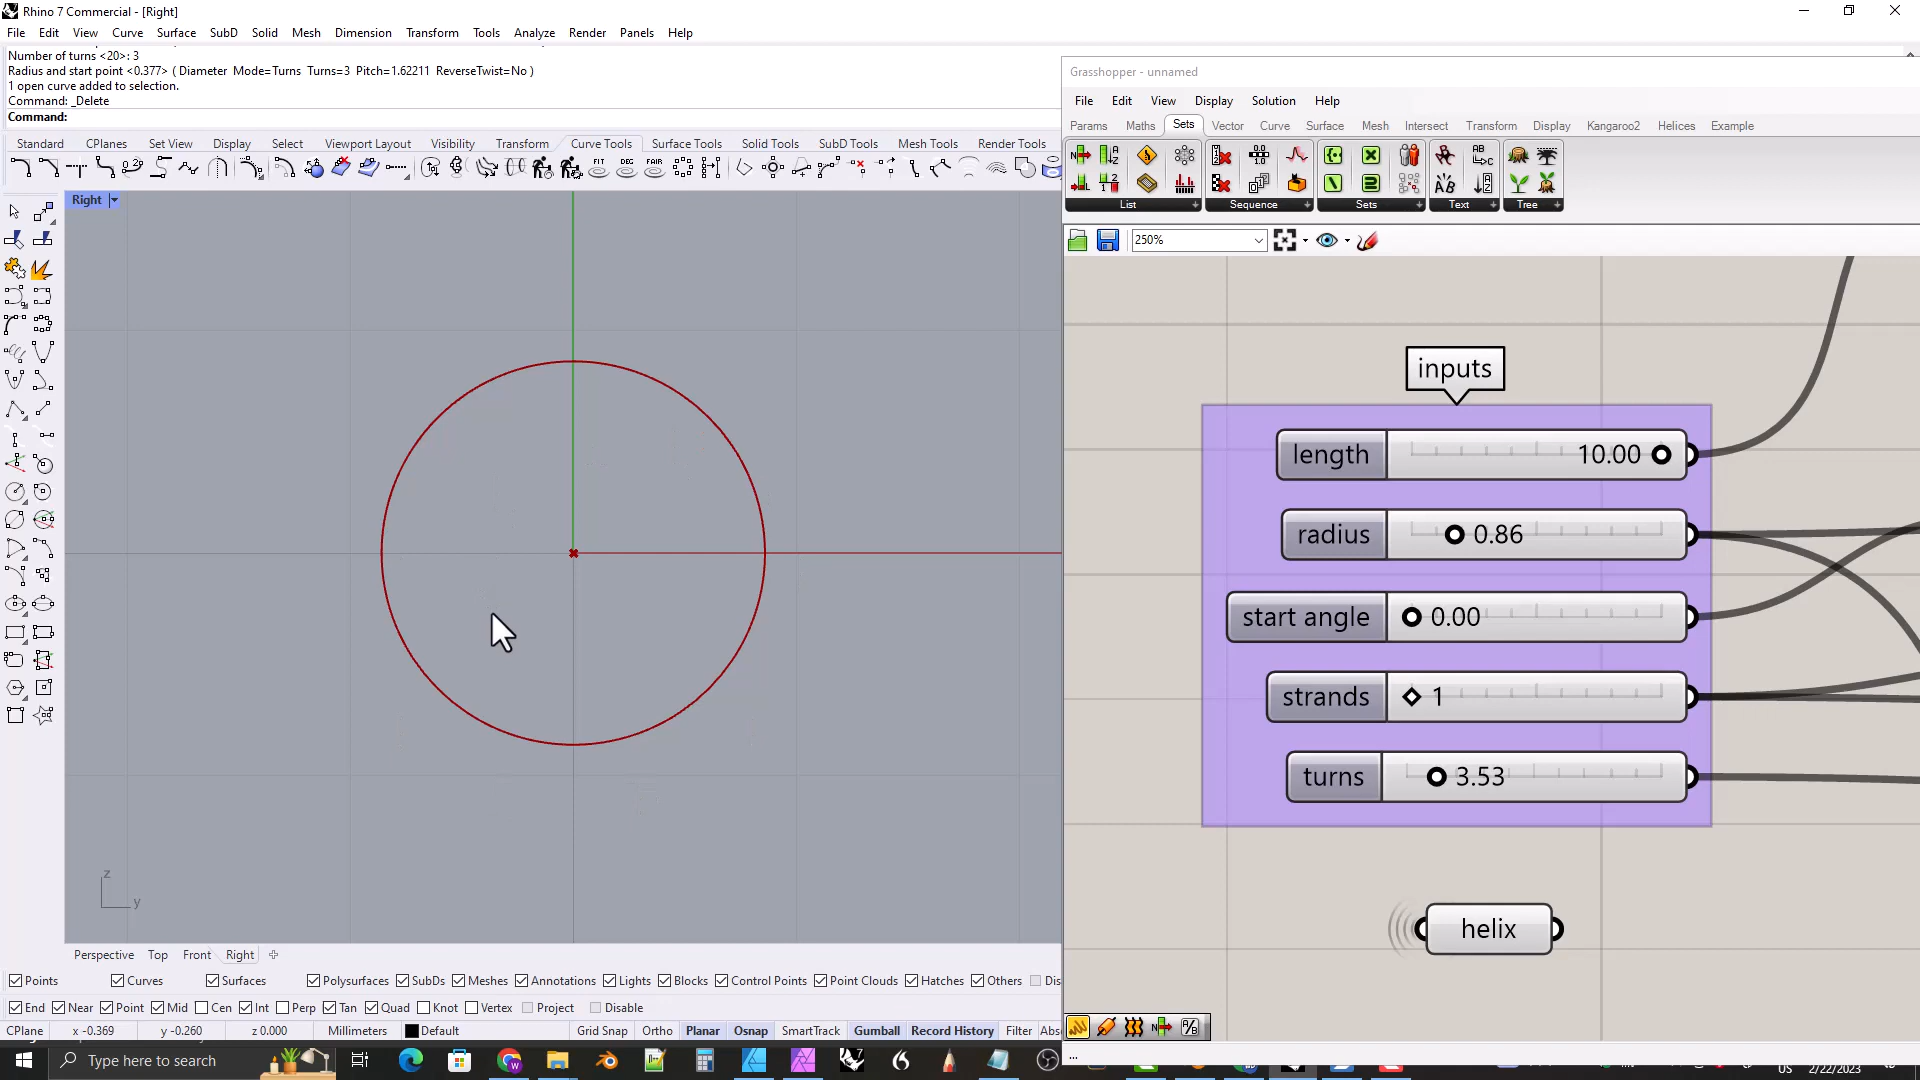 Rhino 7 Commercial - [Right]
File Edit View Curve Surface SubD Solid Mesh Dimension Transform Tools Analyze Render Panels Help
Number of turns <20>: 3
Radius and start point <0.377> ( Diameter Mode=Turns Turns=3 Pitch=1.62211 ReverseTwist=No )
1 open curve added to selection.
Command: _Delete
Command:
Standard CPlanes Set View Display Select Viewport Layout Visibility Transform Curve Tools Surface Tools Solid Tools SubD Tools Mesh Tools Render Tools
FIT DEG FAIR
Right
z
y
Perspective Top Front Right
Points Curves Surfaces Polysurfaces SubDs Meshes Annotations Lights Blocks Control Points Point Clouds Hatches Others Dis
End Near Point Mid Cen Int Perp Tan Quad Knot Vertex Project Disable
CPlane x -0.369 y -0.260 z 0.000 Millimeters Default Grid Snap Ortho Planar Osnap SmartTrack Gumball Record History Filter Abs
Grasshopper - unnamed
File Edit View Display Solution Help
Params Maths Sets Vector Curve Surface Mesh Intersect Transform Display Kangaroo2 Helices Example
List Sequence Sets Text Tree
250%
inputs
length 10.00
radius 0.86
start angle 0.00
strands 1
turns 3.53
helix
...
Type here to search
US
2/22/2023